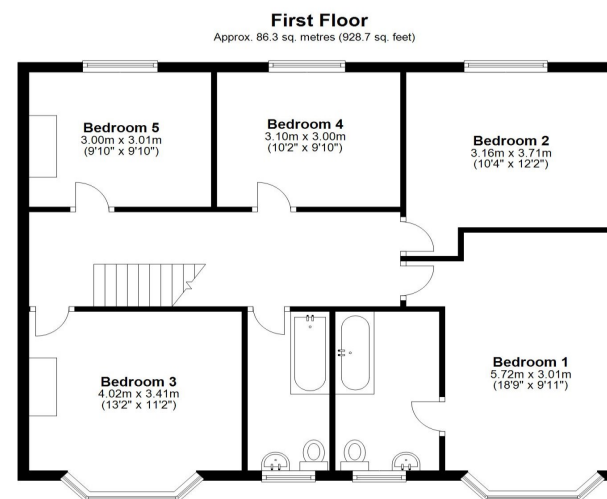 First Floor
Approx. 86.3 sq. metres (928.7 sq. feet)
Bedroom 5
3.00m x 3.01m
(9'10" x 9'10")
Bedroom 4
3.10m x 3.00m
(10'2" x 9'10")
Bedroom 2
3.16m x 3.71m
(10'4" x 12'2")
Bedroom 3
4.02m x 3.41m
(13'2" x 11'2")
Bedroom 1
5.72m x 3.01m
(18'9" x 9'11")